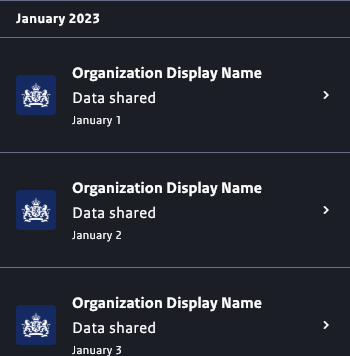 January 2023
Organization Display Name
Data shared
January 1
Organization Display Name
Data shared
January 2
Organization Display Name
Data shared
January 3